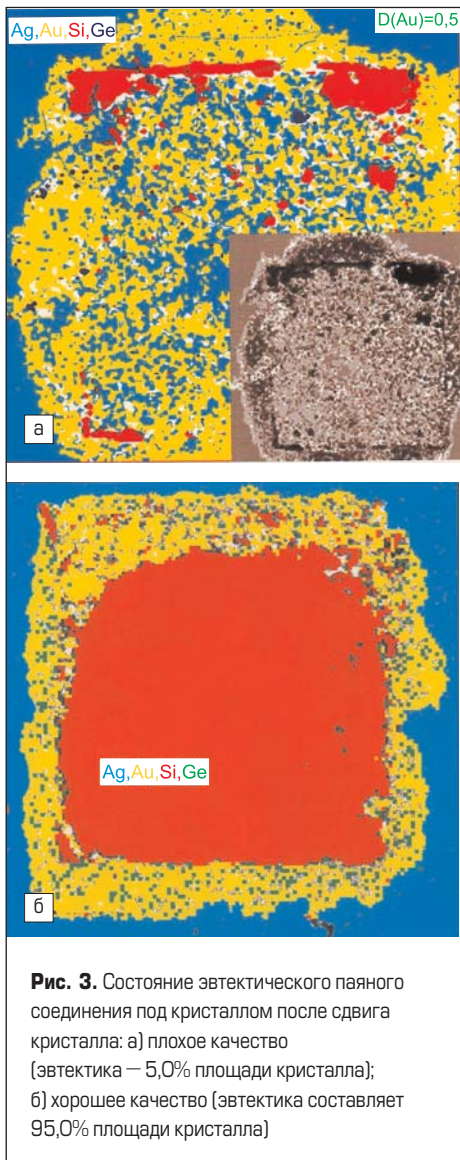 Ag,Au,Si,Ge
D(Au)=0,5
а
Ag,Au,Si,Ge
б
Рис. 3. Состояние эвтектического паяного
соединения под кристаллом после сдвига
кристалла: а) плохое качество
(эвтектика — 5,0% площади кристалла);
б) хорошее качество (эвтектика составляет
95,0% площади кристалла)